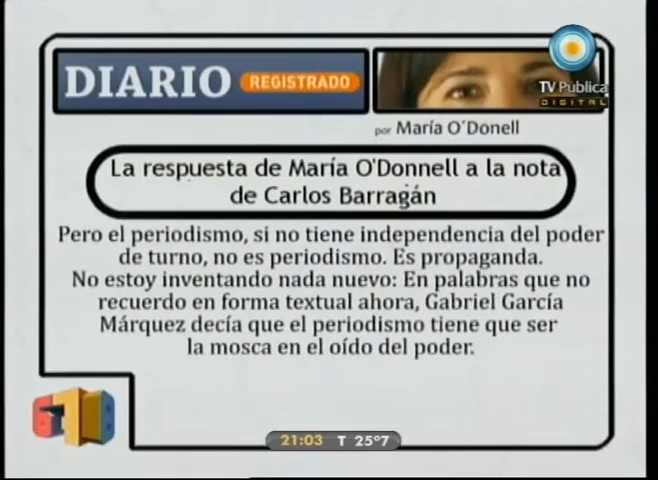 DIARIO REGISTRADO
TV Pública
DIGITAL
por María O´Donell
La respuesta de María O'Donnell a la nota
de Carlos Barragán
Pero el periodismo, si no tiene independencia del poder
de turno, no es periodismo. Es propaganda.
No estoy inventando nada nuevo: En palabras que no
recuerdo en forma textual ahora, Gabriel García
Márquez decía que el periodismo tiene que ser
la mosca en el oído del poder.
678
21:03 T 25°7